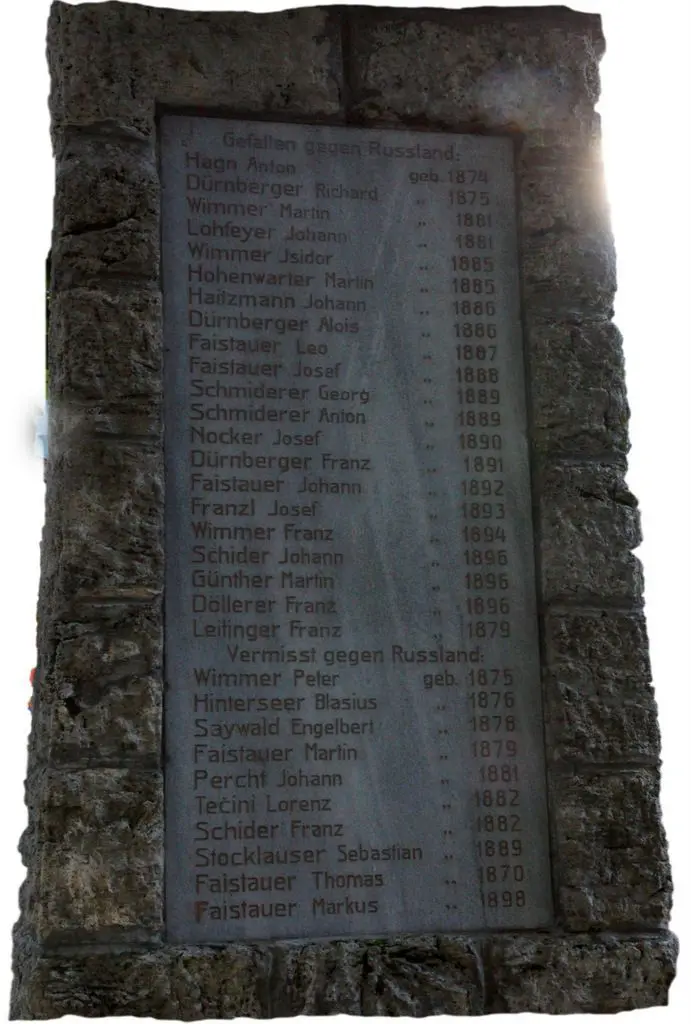 Gefallen gegen Russland:
Hagn Anton geb. 1874
Dürnberger Richard „ 1875
Wimmer Martin „ 1881
Lohfeyer Johann „ 1881
Wimmer Jsidor „ 1885
Hohenwarter Martin „ 1885
Haitzmann Johann „ 1886
Dürnberger Alois „ 1886
Faistauer Leo „ 1887
Faistauer Josef „ 1888
Schmiderer Georg „ 1889
Schmiderer Anton „ 1889
Nocker Josef „ 1890
Dürnberger Franz „ 1891
Faistauer Johann „ 1892
Franzl Josef „ 1893
Wimmer Franz „ 1894
Schider Johann „ 1896
Günther Martin „ 1896
Döllerer Franz „ 1896
Leitinger Franz „ 1879
Vermisst gegen Russland:
Wimmer Peter geb. 1875
Hinterseer Blasius „ 1876
Saywald Engelbert „ 1878
Faistauer Martin „ 1879
Percht Johann „ 1881
Tečini Lorenz „ 1882
Schider Franz „ 1882
Stocklauser Sebastian „ 1889
Faistauer Thomas „ 1870
Faistauer Markus „ 1898